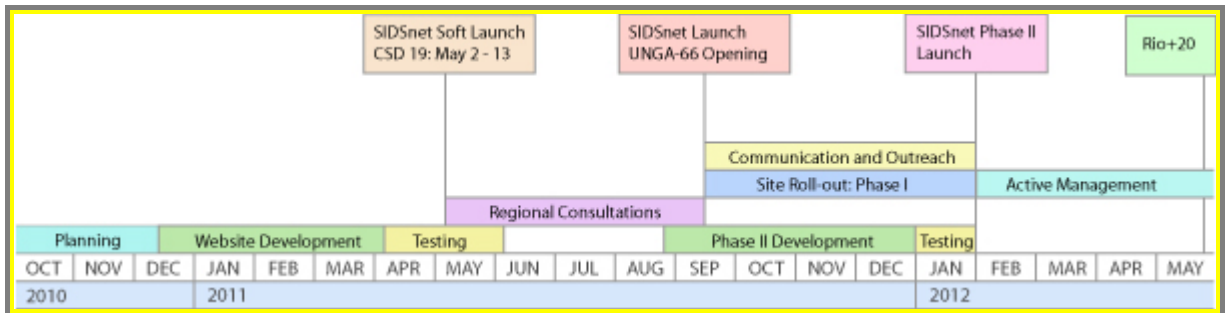 SIDSnet Soft Launch
CSD 19: May 2 - 13
SIDSnet Launch
UNGA-66 Opening
SIDSnet Phase II
Launch
Rio+20
Communication and Outreach
Site Roll-out: Phase I
Active Management
Regional Consultations
Planning
Website Development
Testing
Phase II Development
Testing
OCT NOV DEC JAN FEB MAR APR MAY JUN JUL AUG SEP OCT NOV DEC JAN FEB MAR APR MAY
2010 2011 2012